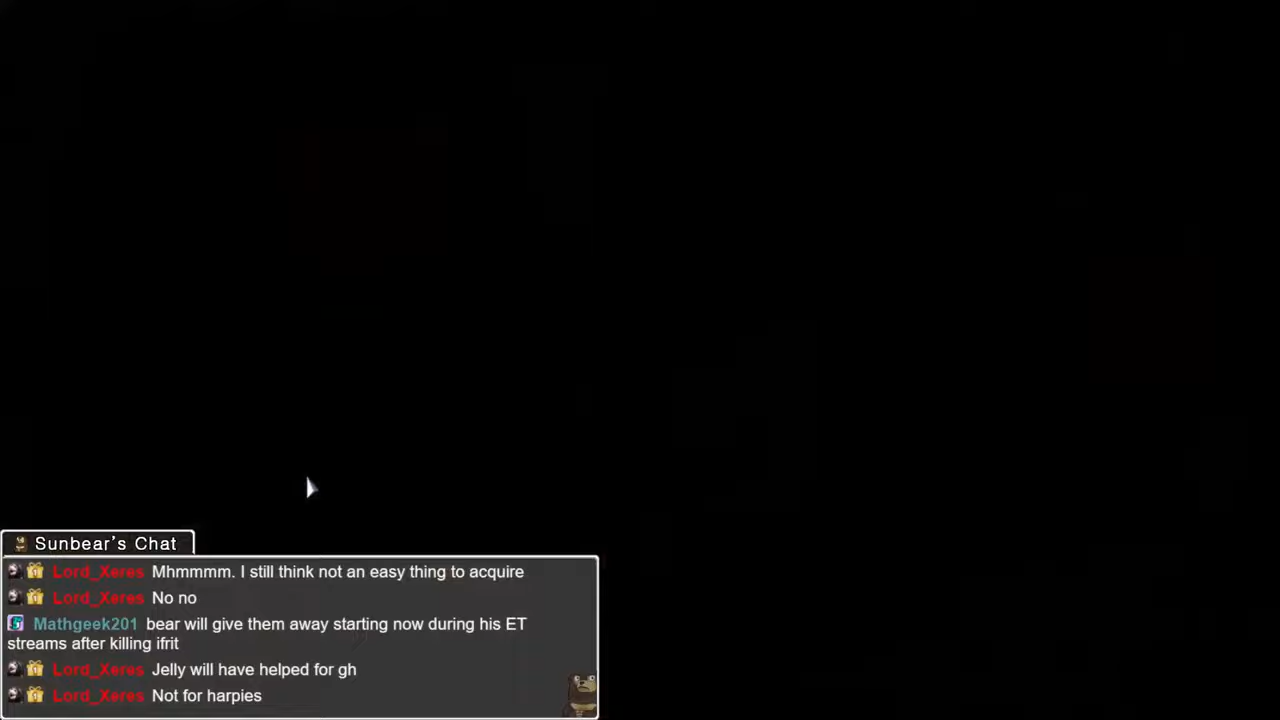 Sunbear's Chat
Lord_Xeres Mhmmmm. I still think not an easy thing to acquire
Lord_Xeres No no
Mathgeek201 bear will give them away starting now during his ET
streams after killing ifrit
Lord_Xeres Jelly will have helped for gh
Lord_Xeres Not for harpies